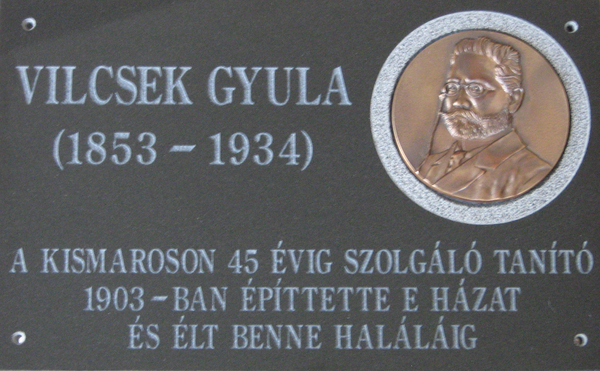 VILCSEK GYULA
(1853 – 1934)
A KISMAROSON 45 ÉVIG SZOLGÁLÓ TANÍTÓ
1903 – BAN ÉPÍTTETTE E HÁZAT
ÉS ÉLT BENNE HALÁLÁIG